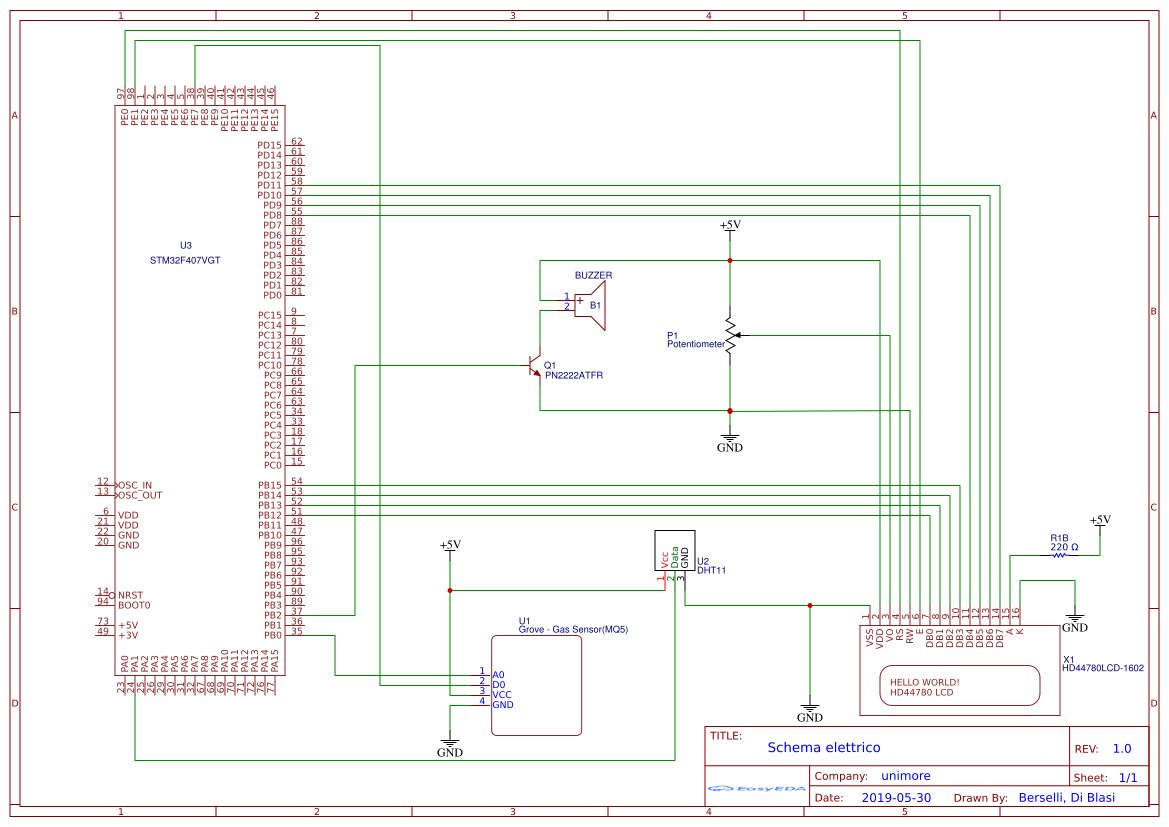 1 2 3 4 5
A A
B B
C C
D D
1 2 3 4 5
97 98 1 2 3 4 5 38 39 40 41 42 43 44 45 46
PE0 PE1 PE2 PE3 PE4 PE5 PE6 PE7 PE8 PE9 PE10 PE11 PE12 PE13 PE14 PE15
U3
STM32F407VGT
PD15 62
PD14 61
PD13 60
PD12 59
PD11 58
PD10 57
PD9 56
PD8 55
PD7 88
PD6 87
PD5 86
PD4 85
PD3 84
PD2 83
PD1 82
PD0 81
PC15 9
PC14 8
PC13 7
PC12 80
PC11 79
PC10 78
PC9 66
PC8 65
PC7 64
PC6 63
PC5 34
PC4 33
PC3 18
PC2 17
PC1 16
PC0 15
PB15 54
PB14 53
PB13 52
PB12 51
PB11 48
PB10 47
PB9 96
PB8 95
PB7 93
PB6 92
PB5 91
PB4 90
PB3 89
PB2 37
PB1 36
PB0 35
12 OSC_IN
13 OSC_OUT
6 VDD
21 VDD
22 GND
20 GND
14 NRST
94 BOOT0
73 +5V
49 +3V
PA0 PA1 PA2 PA3 PA4 PA5 PA6 PA7 PA8 PA9 PA10 PA11 PA12 PA13 PA14 PA15
23 24 25 26 29 30 31 32 67 68 69 70 71 72 76 77
BUZZER
1 +
2
B1
Q1
PN2222ATFR
+5V
P1
Potentiometer
GND
+5V
Vcc Data GND
1 2 3
U2
DHT11
U1
Grove - Gas Sensor(MQ5)
1 A0
2 D0
3 VCC
4 GND
GND
GND
+5V
R1B
220 Ω
GND
1 2 3 4 5 6 7 8 9 10 11 12 13 14 15 16
VSS VDD VO RS RW E DB0 DB1 DB2 DB3 DB4 DB5 DB6 DB7 A K
X1
HD44780LCD-1602
HELLO WORLD!
HD44780 LCD
TITLE:
Schema elettrico
REV: 1.0
Company: unimore
Sheet: 1/1
EasyEDA
Date: 2019-05-30 Drawn By: Berselli, Di Blasi